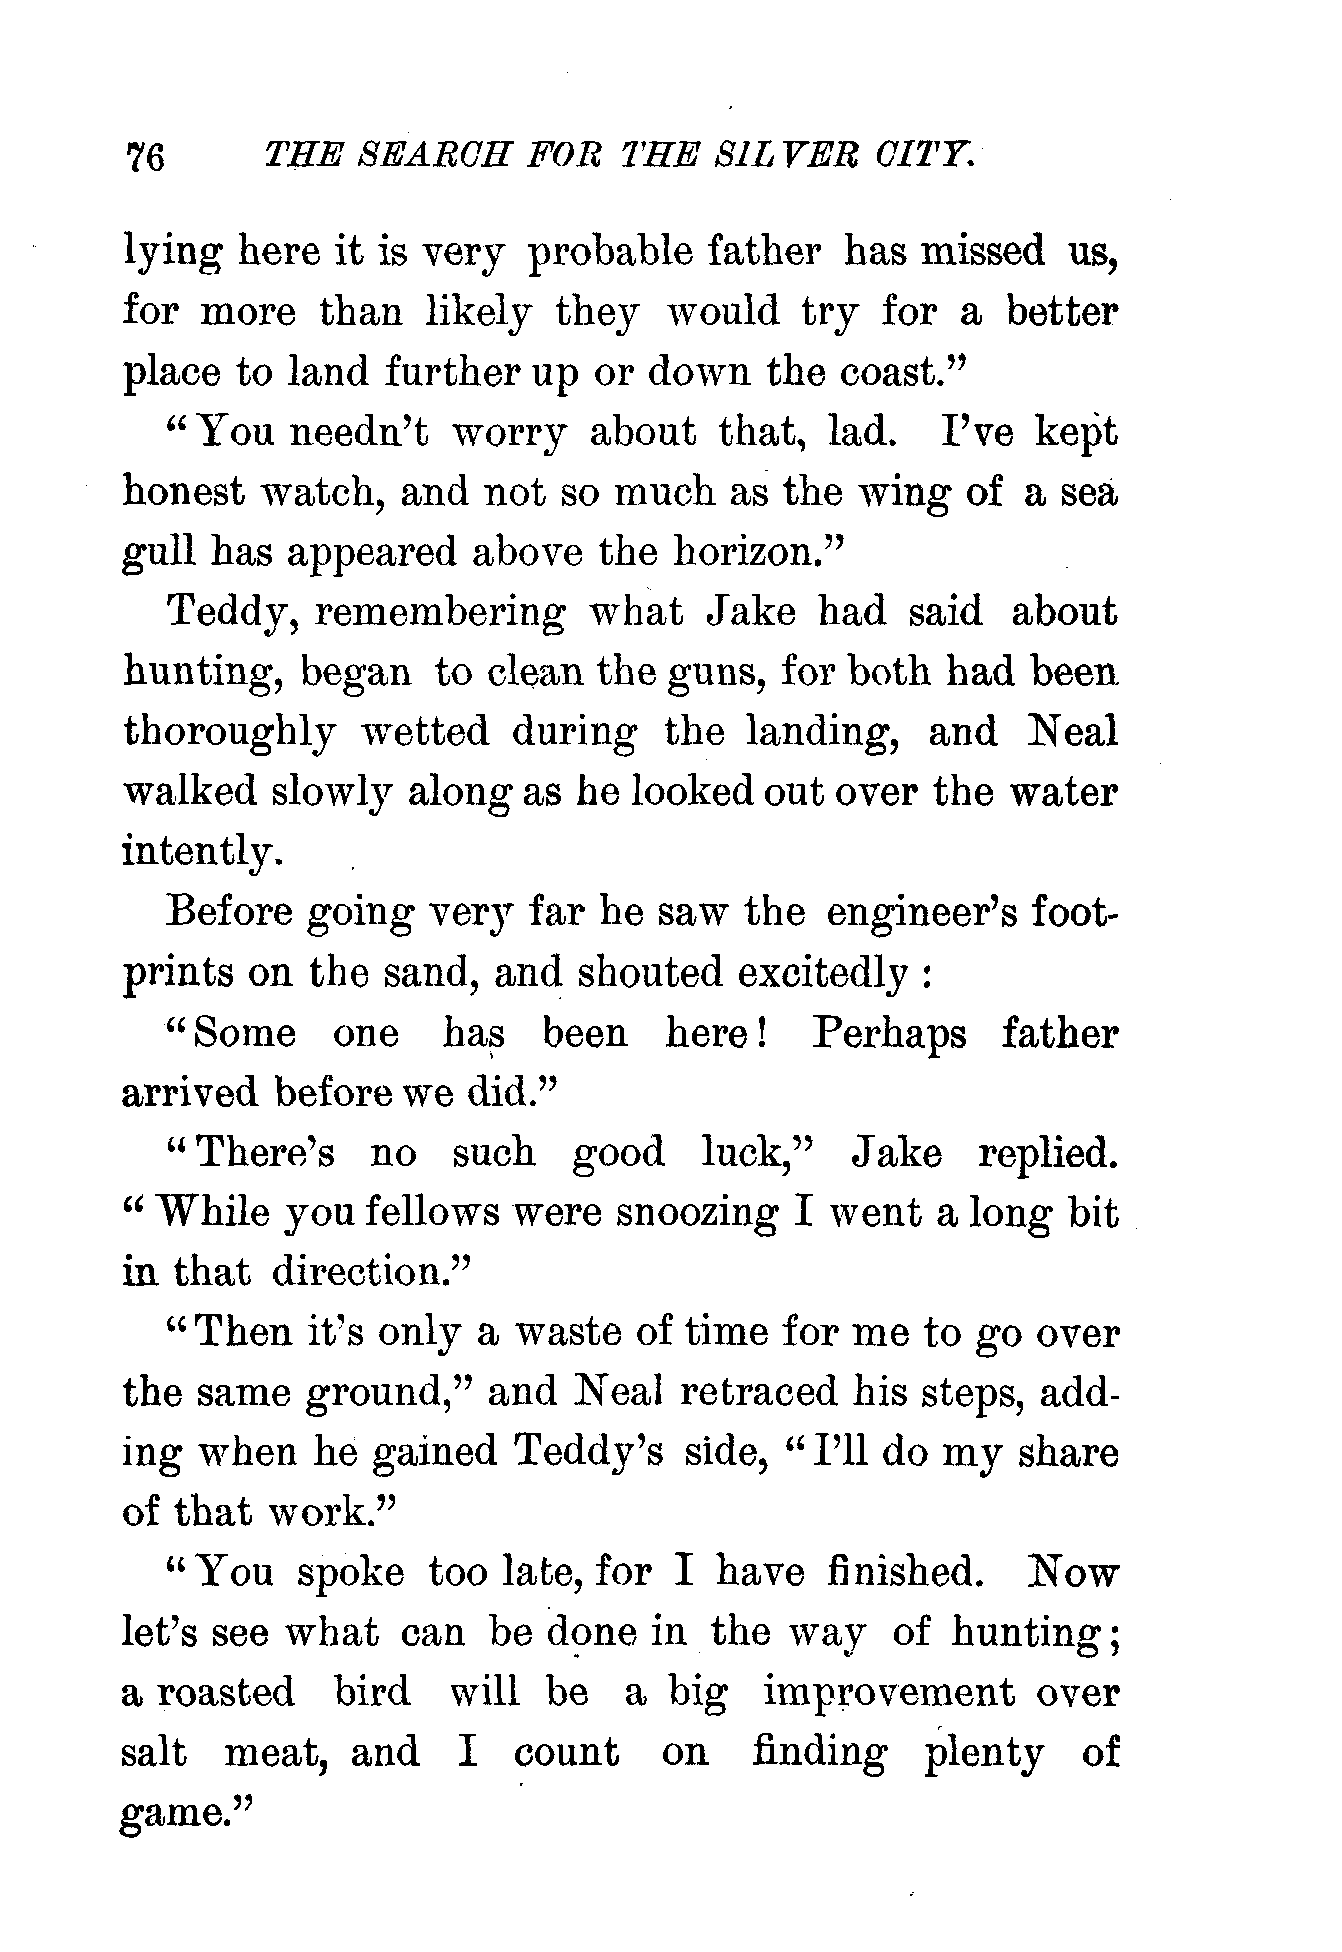 76 THE SEARCH FOR THE SILVER CITY.
lying here it is very probable father has missed us,
for more than likely they would try for a better
place to land further up or down the coast."
"You needn't worry about that, lad. I've kept
honest watch, and not so much as the wing of a sea
gull has appeared above the horizon."
Teddy, remembering what Jake had said about
hunting, began to clean the guns, for both had been
thoroughly wetted during the landing, and Neal
walked slowly along as he looked out over the water
intently.
Before going very far he saw the engineer's foot-
prints on the sand, and shouted excitedly :
"Some one has been here! Perhaps father
arrived before we did."
"There's no such good luck," Jake replied.
"While you fellows were snoozing I went a long bit
in that direction."
"Then it's only a waste of time for me to go over
the same ground," and Neal retraced his steps, add-
ing when he gained Teddy's side, "I'll do my share
of that work."
"You spoke too late, for I have finished. Now
let's see what can be done in the way of hunting;
a roasted bird will be a big improvement over
salt meat, and I count on finding plenty of
game."